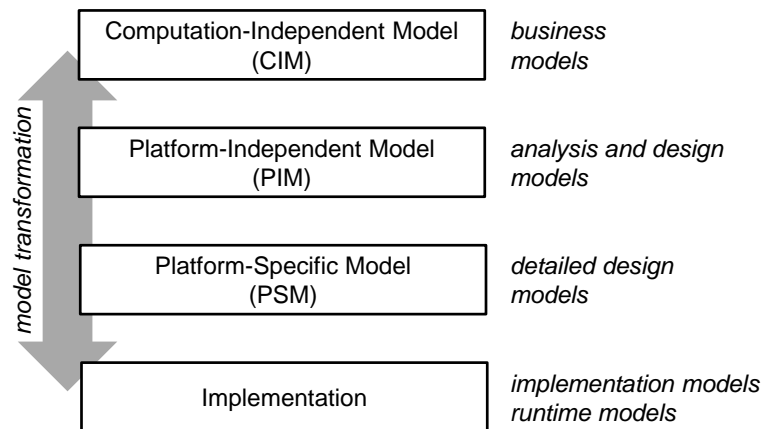 Computation-Independent Model
(CIM)
business
models
Platform-Independent Model
(PIM)
analysis and design
models
Platform-Specific Model
(PSM)
detailed design
models
Implementation
implementation models
runtime models
model transformation